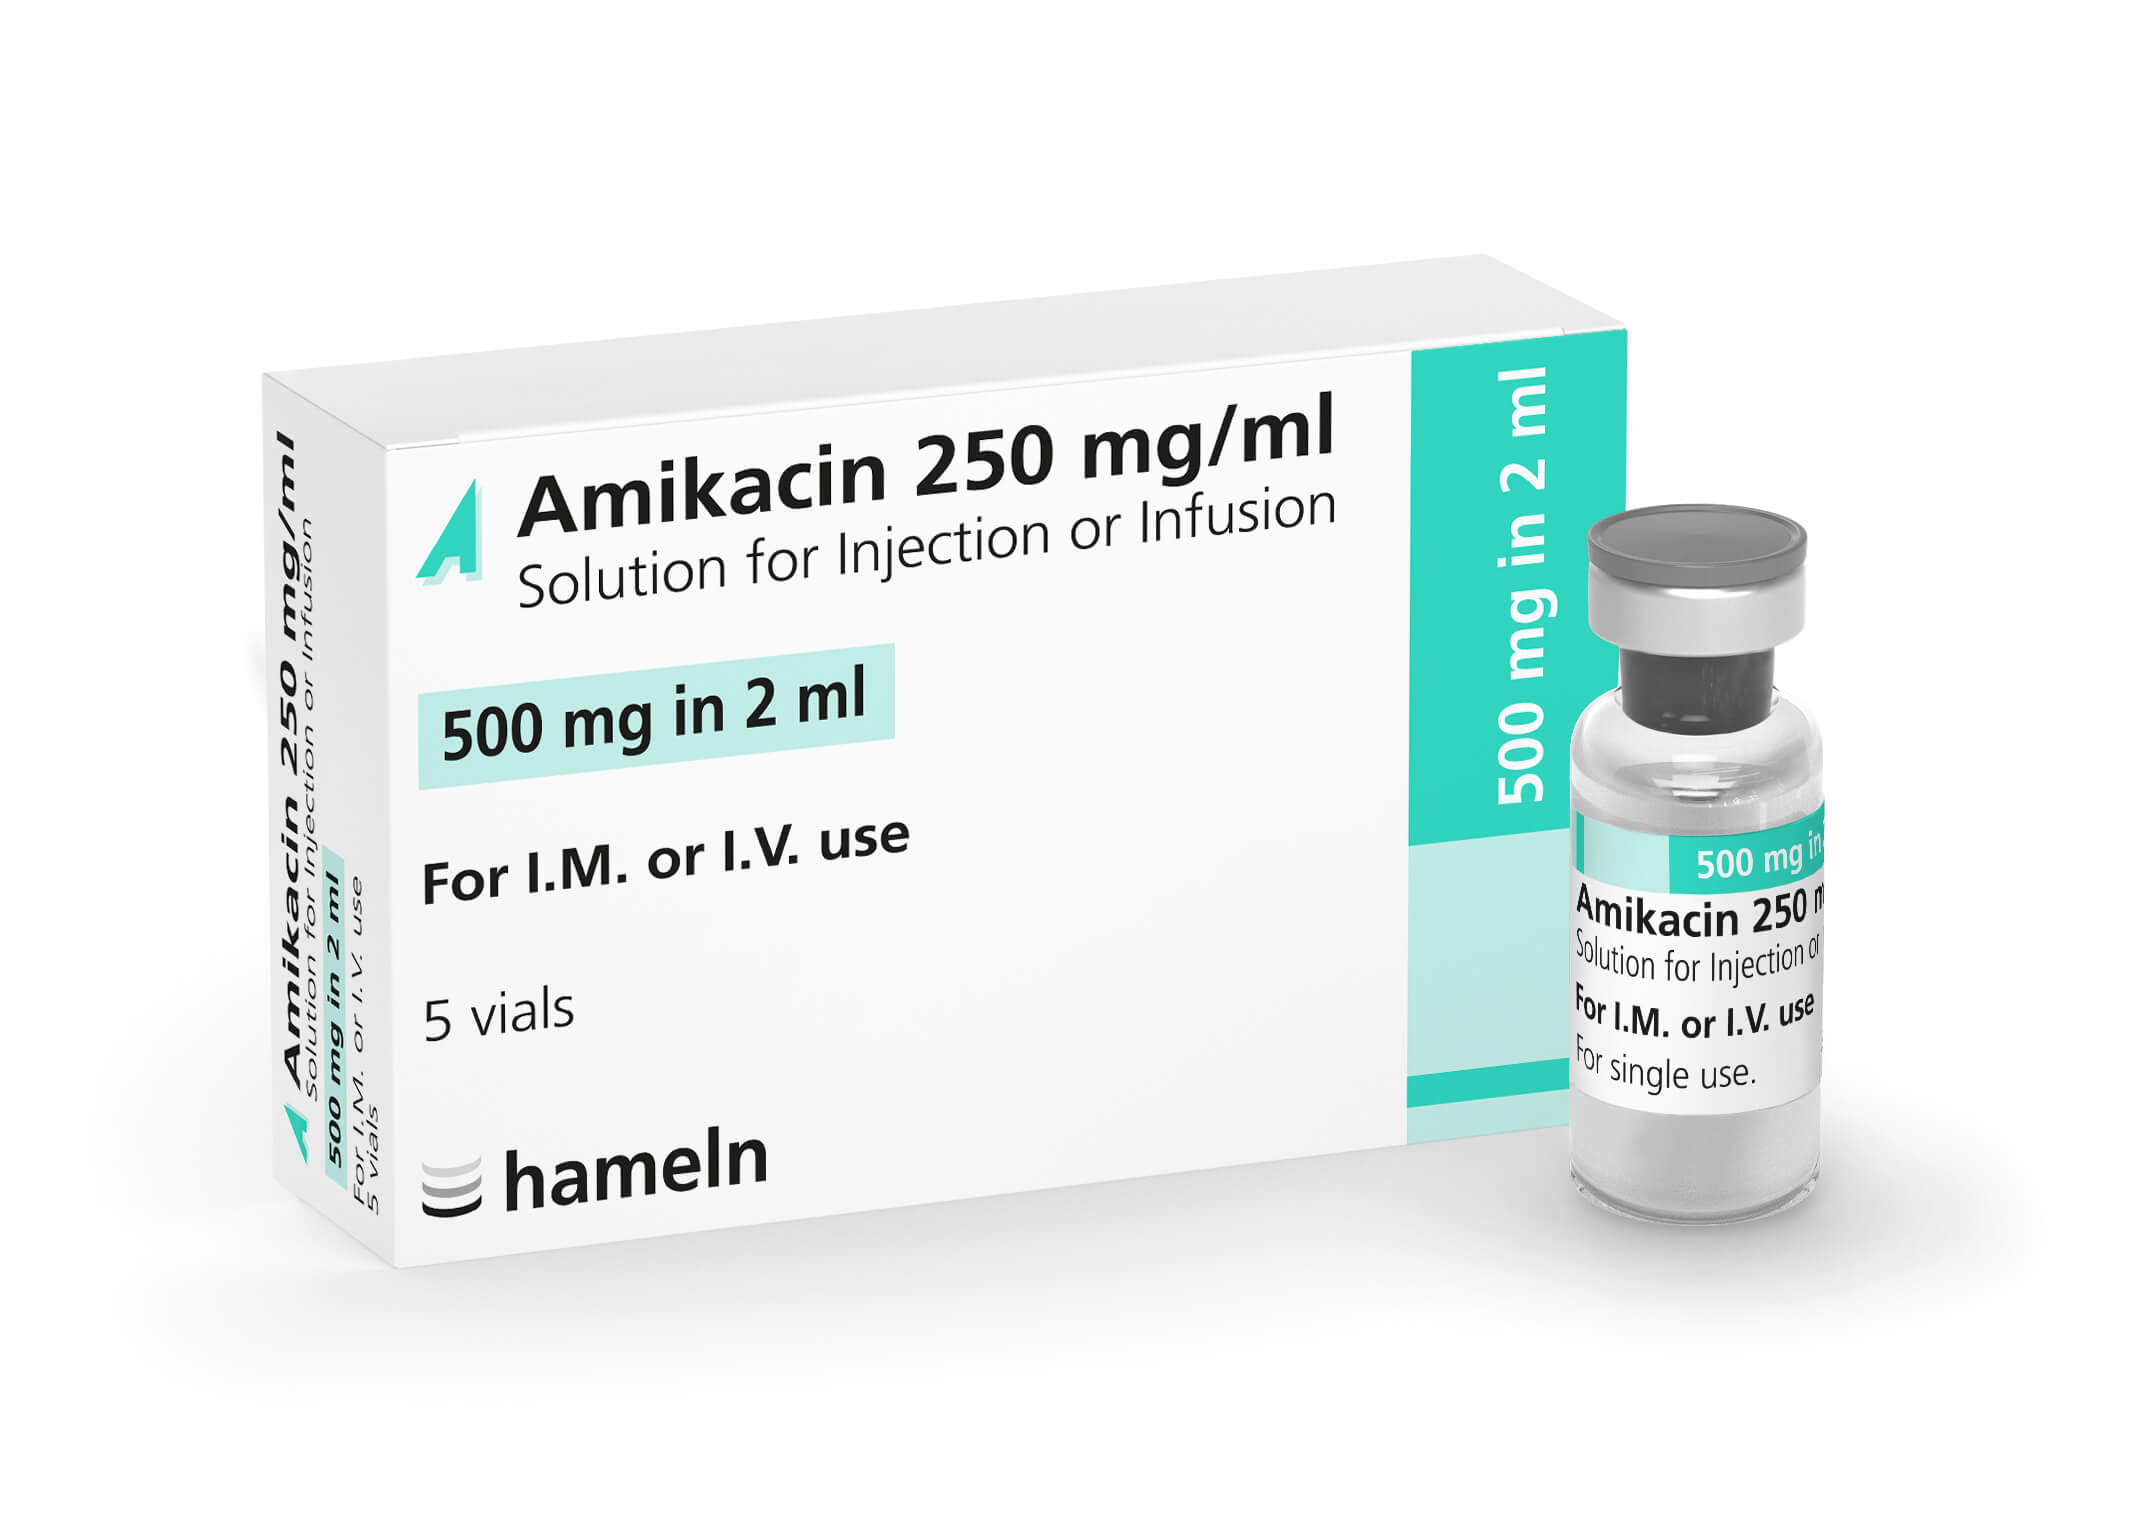 Amikacin 250 mg/ml
Solution for Injection or Infusion
500 mg in 2 ml
For I.M. or I.V. use
5 vials
hameln
500 mg in 2 ml
Amikacin 250 mg/ml
Solution for Injection or Infusion
500 mg in 2 ml
For I.M. or I.V. use
5 vials
500 mg in
Amikacin 250
Solution for Injection or
For I.M. or I.V. use
For single use.